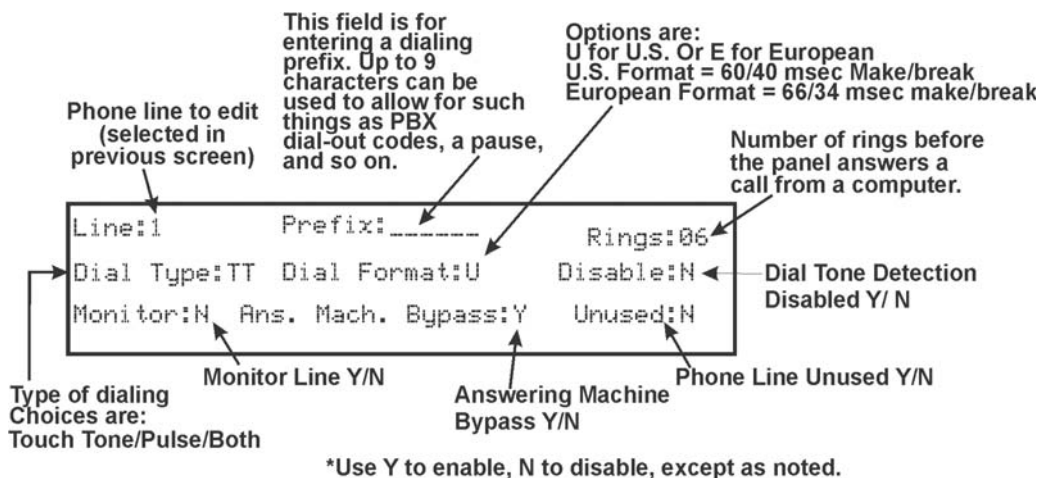 This field is for
entering a dialing
prefix. Up to 9
characters can be
used to allow for such
things as PBX
dial-out codes, a pause,
and so on.
Options are:
U for U.S. Or E for European
U.S. Format = 60/40 msec Make/break
European Format = 66/34 msec make/break
Phone line to edit
(selected in
previous screen)
Number of rings before
the panel answers a
call from a computer.
Line:1 Prefix:______ Rings:06
Dial Type:TT Dial Format:U Disable:N
Monitor:N Ans. Mach. Bypass:Y Unused:N
Dial Tone Detection
Disabled Y/ N
Type of dialing
Choices are:
Touch Tone/Pulse/Both
Monitor Line Y/N
Answering Machine
Bypass Y/N
Phone Line Unused Y/N
*Use Y to enable, N to disable, except as noted.